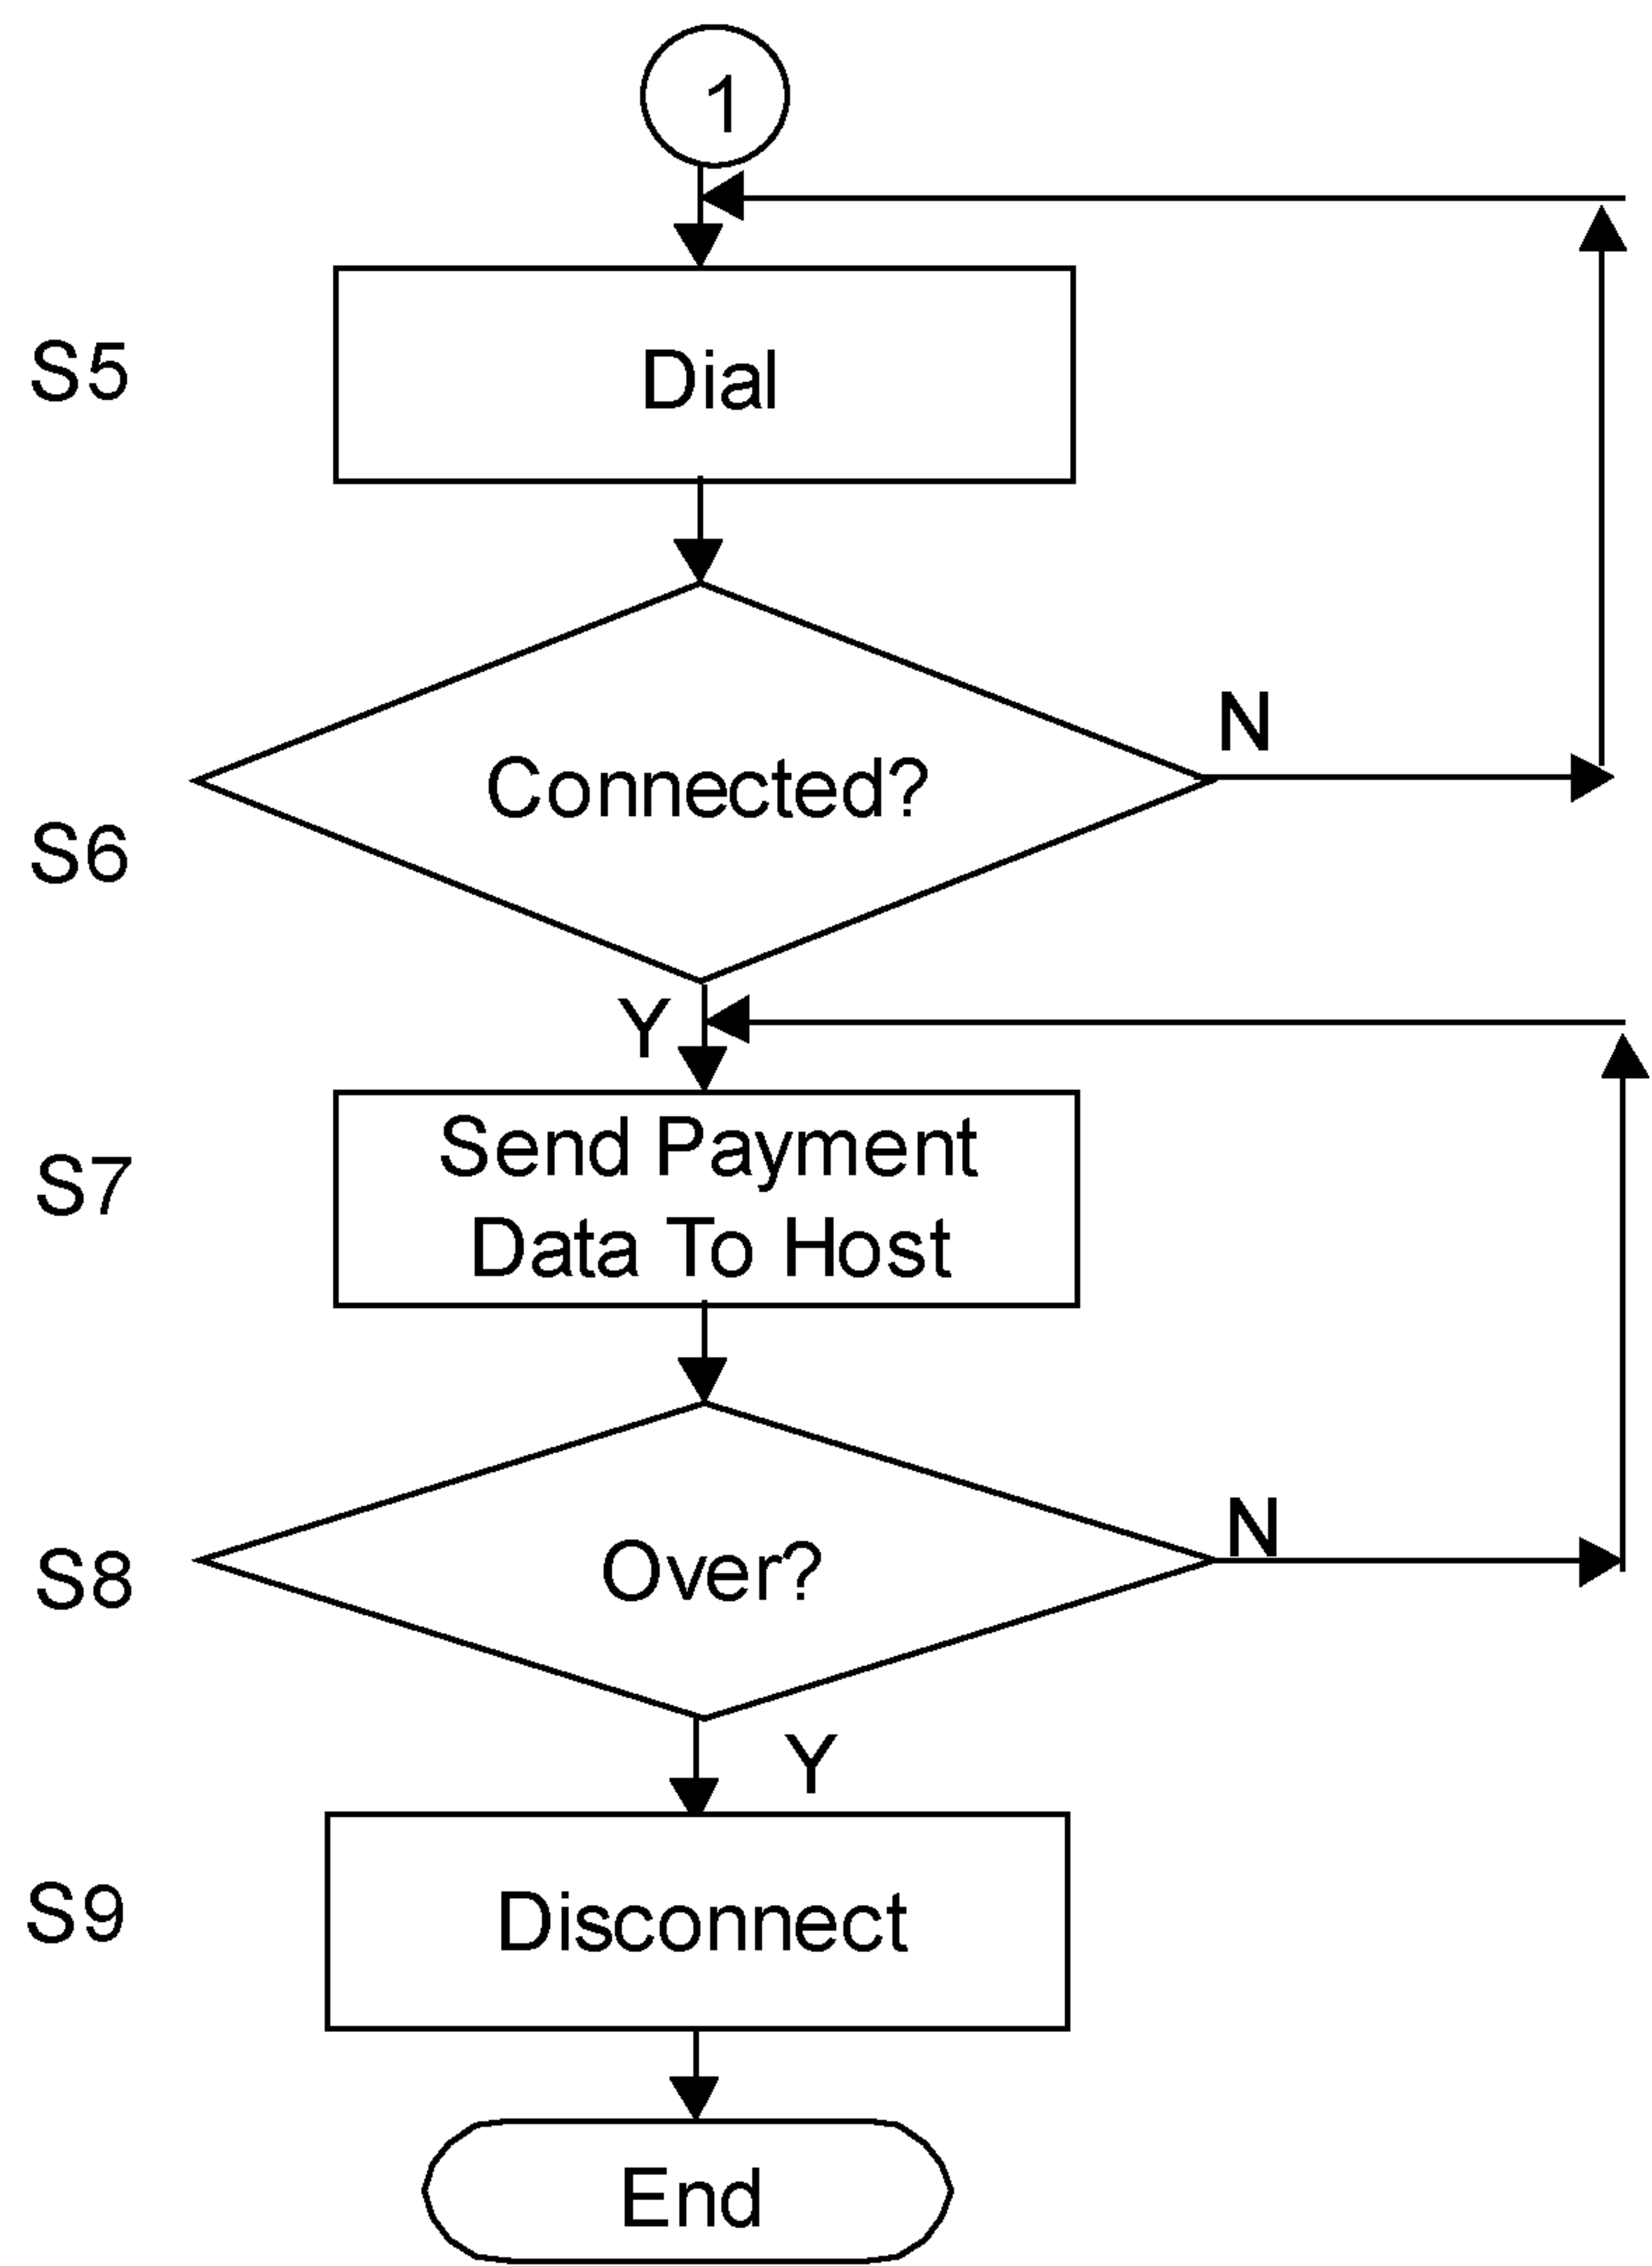 1
S5
Dial
N
Connected?
S6
Y
Send Payment
Data To Host
S7
N
Over?
S8
Y
S9
Disconnect
End